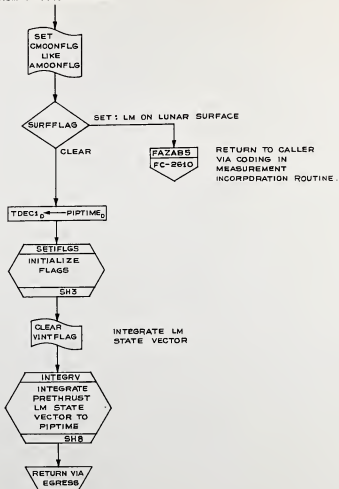 SET
CMOONFLG
LIKE
AMOONFLG
SURFFLAG
SET: LM ON LUNAR SURFACE
CLEAR
FAZAB5
FC-2610
RETURN TO CALLER
VIA CODING IN
MEASUREMENT
INCORPORATION ROUTINE.
TDEC1D ← PIPTIMED
SETIFLGS
INITIALIZE
FLAGS
SH3
CLEAR
VINTFLAG
INTEGRATE LM
STATE VECTOR
INTEGRV
INTEGRATE
PRETHRUST
LM STATE
VECTOR TO
PIPTIME
SH8
RETURN VIA
EGRESS